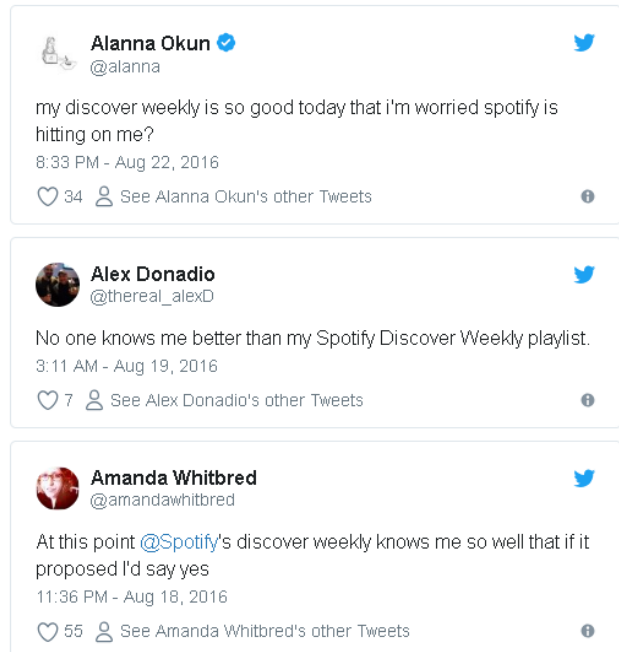 Alanna Okun
@alanna
my discover weekly is so good today that i'm worried spotify is
hitting on me?
8:33 PM - Aug 22, 2016
34 See Alanna Okun's other Tweets
Alex Donadio
@thereal_alexD
No one knows me better than my Spotify Discover Weekly playlist.
3:11 AM - Aug 19, 2016
7 See Alex Donadio's other Tweets
Amanda Whitbred
@amandawhitbred
At this point @Spotify's discover weekly knows me so well that if it
proposed I'd say yes
11:36 PM - Aug 18, 2016
55 See Amanda Whitbred's other Tweets